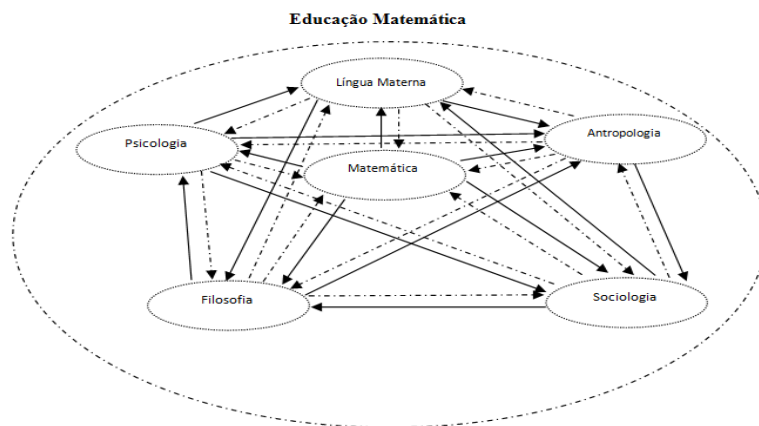 Educação Matemática
Língua Materna
Psicologia
Antropologia
Matemática
Filosofia
Sociologia